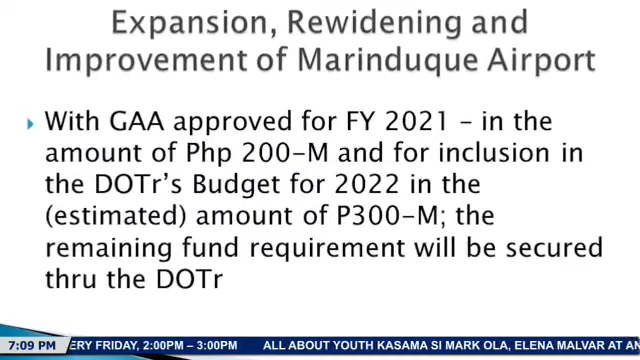 Expansion, Rewidening and
Improvement of Marinduque Airport
With GAA approved for FY 2021 – in the
amount of Php 200-M and for inclusion in
the DOTr's Budget for 2022 in the
(estimated) amount of P300-M; the
remaining fund requirement will be secured
thru the DOTr
7:09 PM ERY FRIDAY, 2:00PM – 3:00PM ALL ABOUT YOUTH KASAMA SI MARK OLA, ELENA MALVAR AT AN